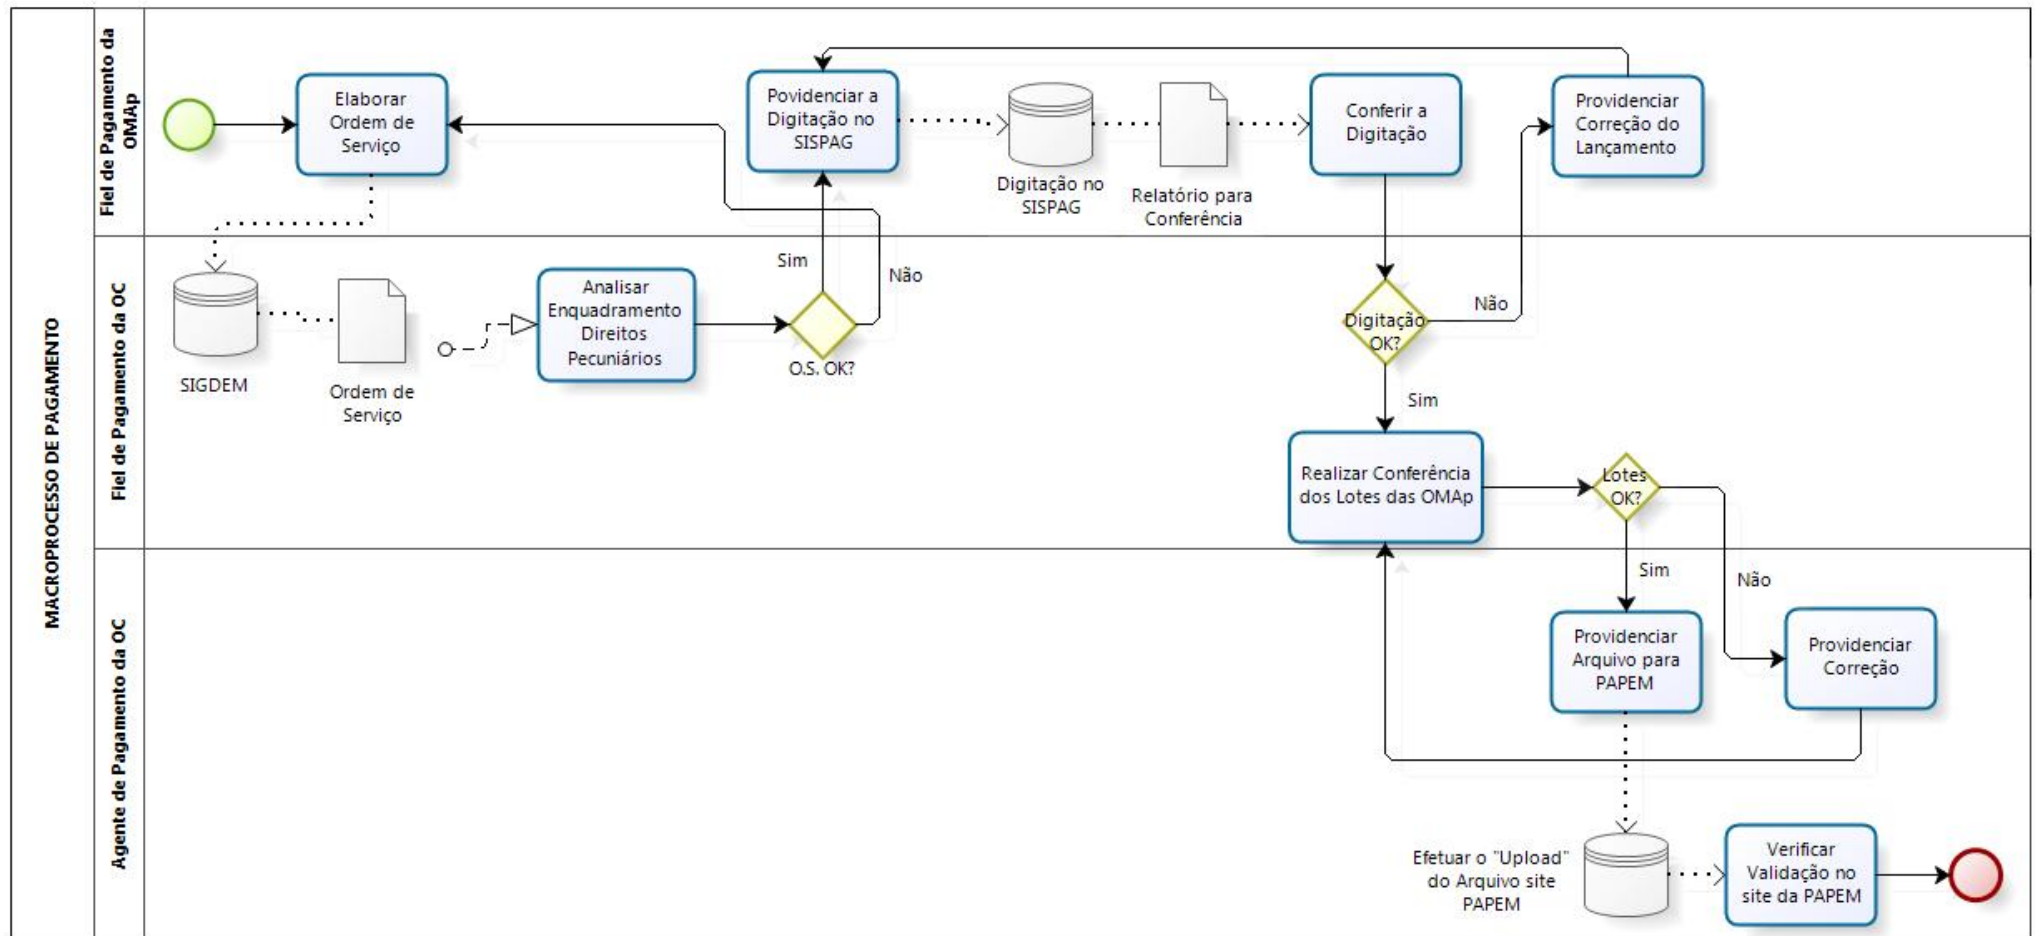 MACROPROCESSO DE PAGAMENTO
Fiel de Pagamento da
OMAp
Elaborar
Ordem de
Serviço
Povidenciar a
Digitação no
SISPAG
Digitação no
SISPAG
Relatório para
Conferência
Conferir a
Digitação
Providenciar
Correção do
Lançamento
Fiel de Pagamento da OC
SIGDEM
Ordem de
Serviço
Analisar
Enquadramento
Direitos
Pecuniários
Sim
Não
O.S. OK?
Digitação
OK?
Não
Sim
Realizar Conferência
dos Lotes das OMAp
Lotes
OK?
Agente de Pagamento da OC
Sim
Não
Providenciar
Arquivo para
PAPEM
Providenciar
Correção
Efetuar o "Upload"
do Arquivo site
PAPEM
Verificar
Validação no
site da PAPEM